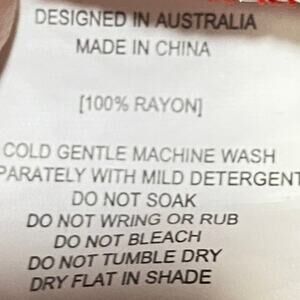 DESIGNED IN AUSTRALIA
MADE IN CHINA
[100% RAYON]
COLD GENTLE MACHINE WASH
PARATELY WITH MILD DETERGENT
DO NOT SOAK
DO NOT WRING OR RUB
DO NOT BLEACH
DO NOT TUMBLE DRY
DRY FLAT IN SHADE